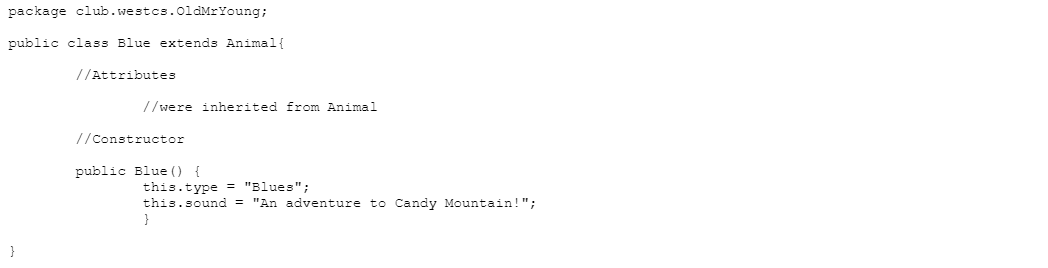 package club.westcs.OldMrYoung;
public class Blue extends Animal{
//Attributes
//were inherited from Animal
//Constructor
public Blue() {
this.type = "Blues";
this.sound = "An adventure to Candy Mountain!";
}
}